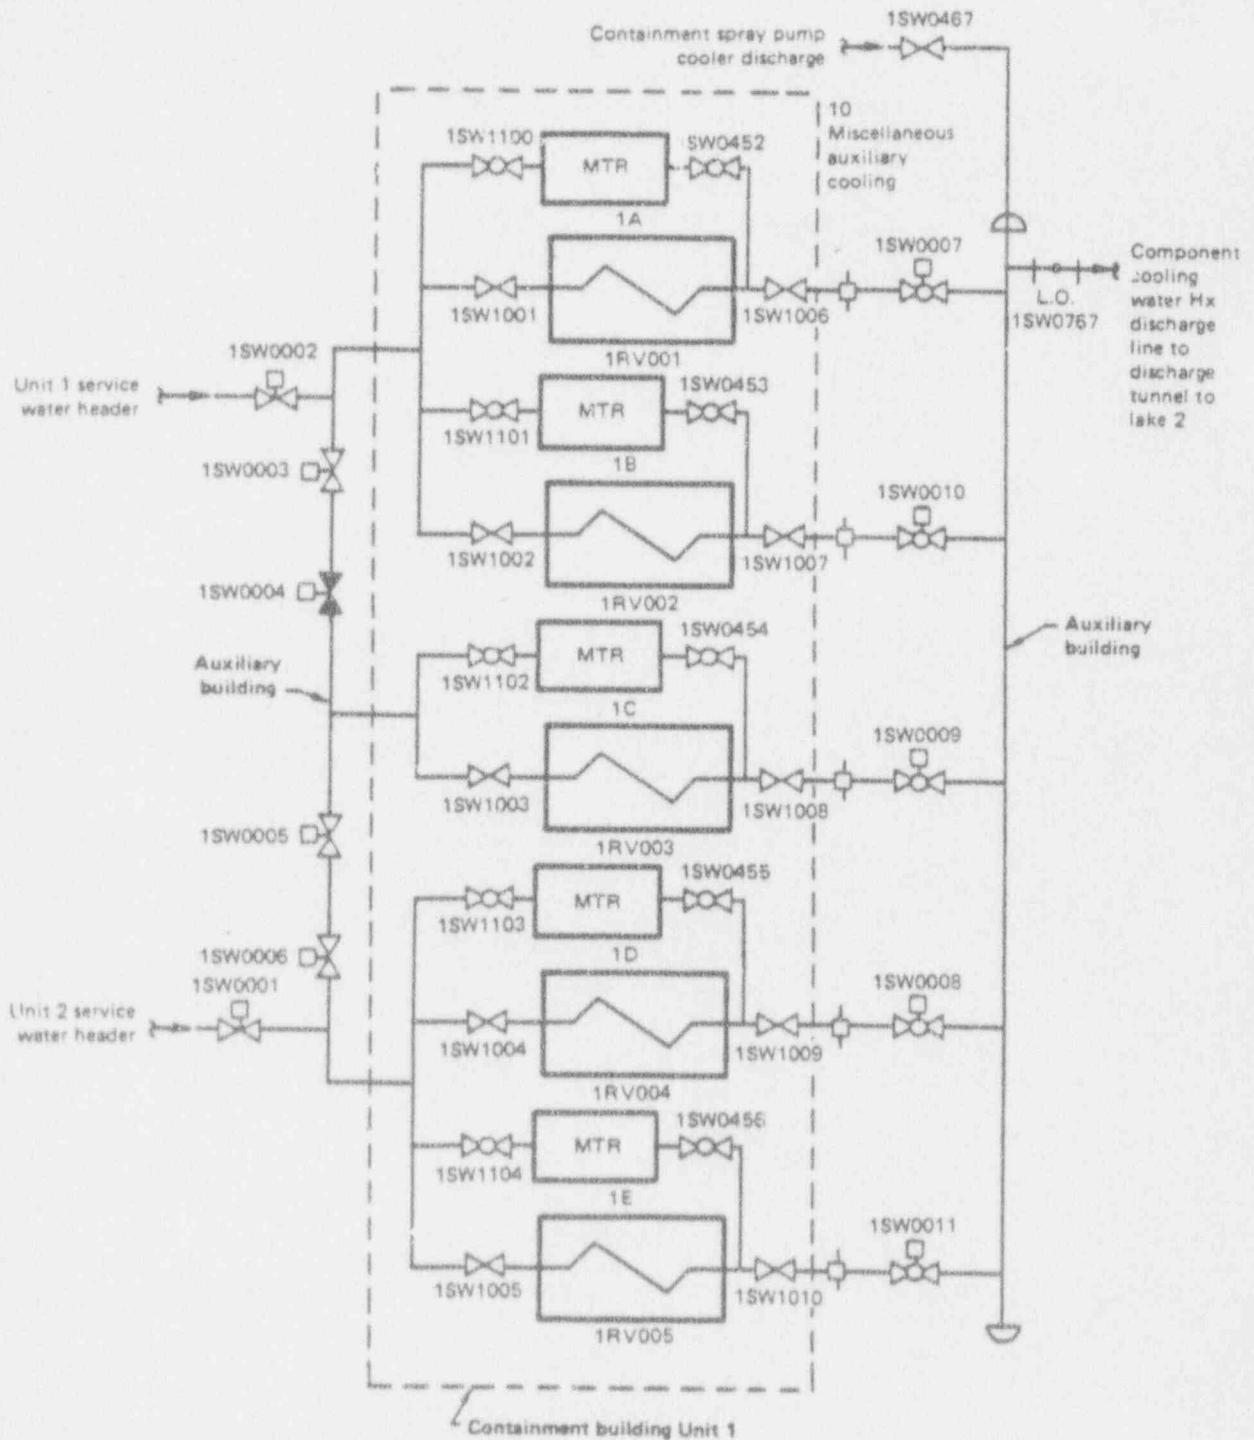 1SW0467
Containment spray pump
cooler discharge
10
Miscellaneous
auxiliary
cooling
1SW1100
MTR
SW0452
1A
1SW0007
Component
cooling
water Hx
discharge
line to
discharge
tunnel to
lake 2
L.O.
1SW0767
1SW1001
1SW1006
1RV001
1SW0002
Unit 1 service
water header
1SW0453
MTR
1SW1101
1B
1SW0003
1SW0010
1SW1002
1SW1007
1RV002
1SW0004
1SW0454
MTR
1SW1102
1C
Auxiliary
building
Auxiliary
building
1SW0009
1SW1003
1SW1008
1RV003
1SW0005
1SW0455
MTR
1SW1103
1D
1SW0006
1SW0001
Unit 2 service
water header
1SW0008
1SW1004
1SW1009
1RV004
1SW0456
MTR
1SW1104
1E
1SW0011
1SW1005
1SW1010
1RV005
Containment building Unit 1